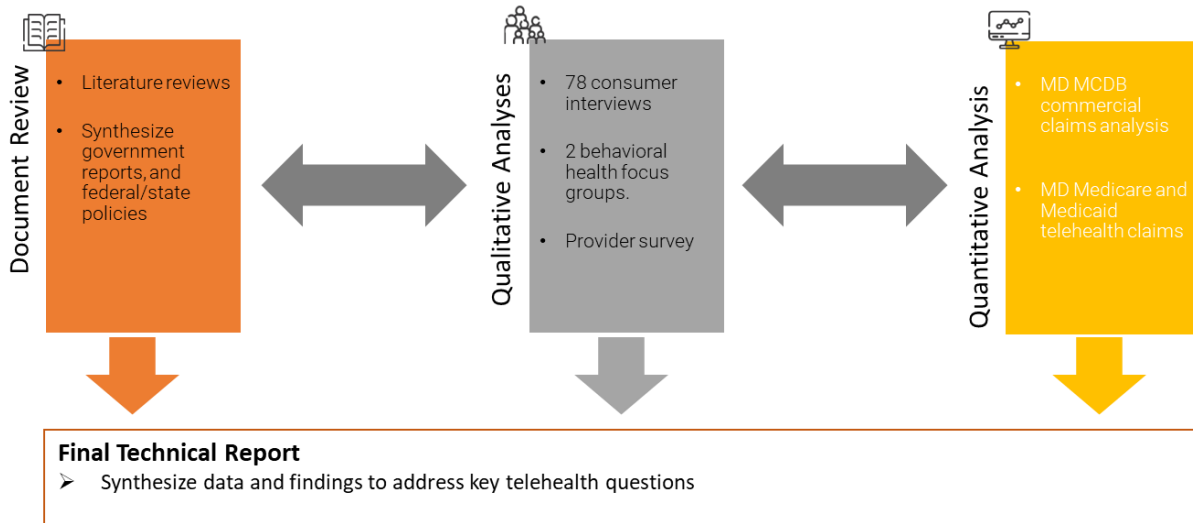 Document Review
• Literature reviews
• Synthesize
government
reports, and
federal/state
policies
Qualitative Analyses
• 78 consumer
interviews
• 2 behavioral
health focus
groups.
• Provider survey
Quantitative Analysis
• MD MCDB
commercial
claims analysis
• MD Medicare and
Medicaid
telehealth claims
Final Technical Report
➢ Synthesize data and findings to address key telehealth questions